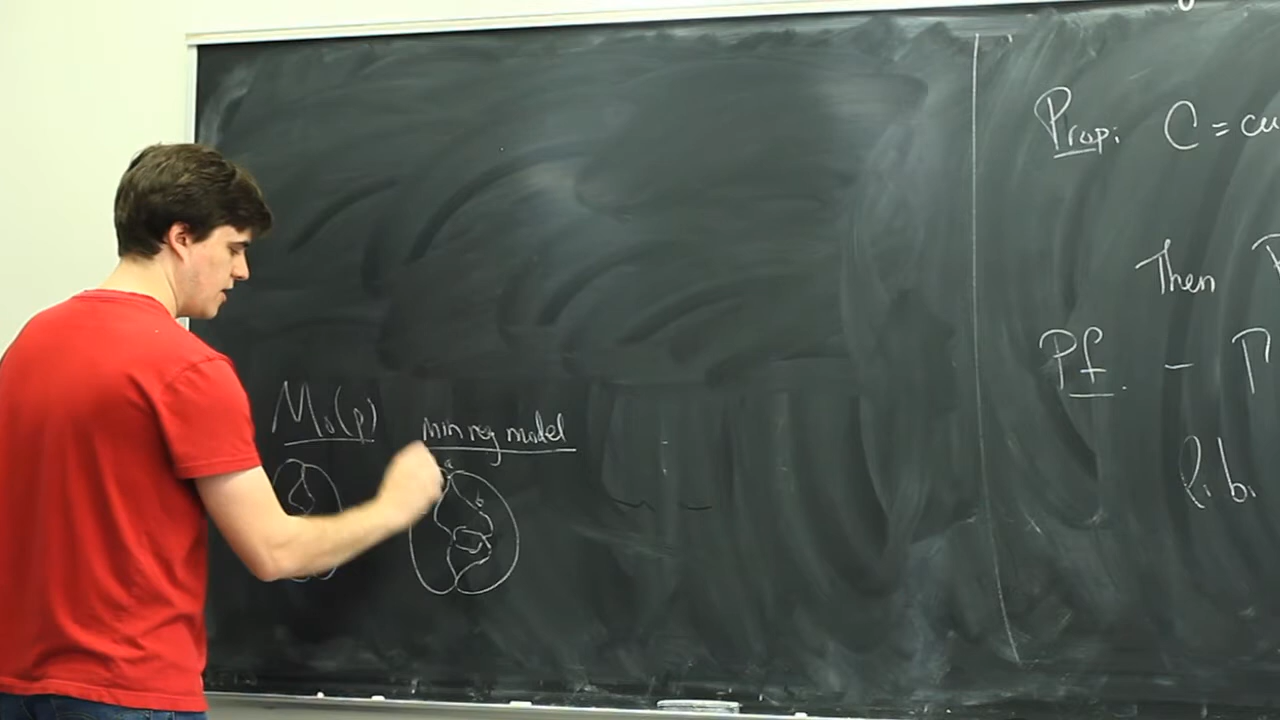 M₀(p)
min reg model
a
b
Prop: C = cu
Then
Pf. - Γ
p. b.